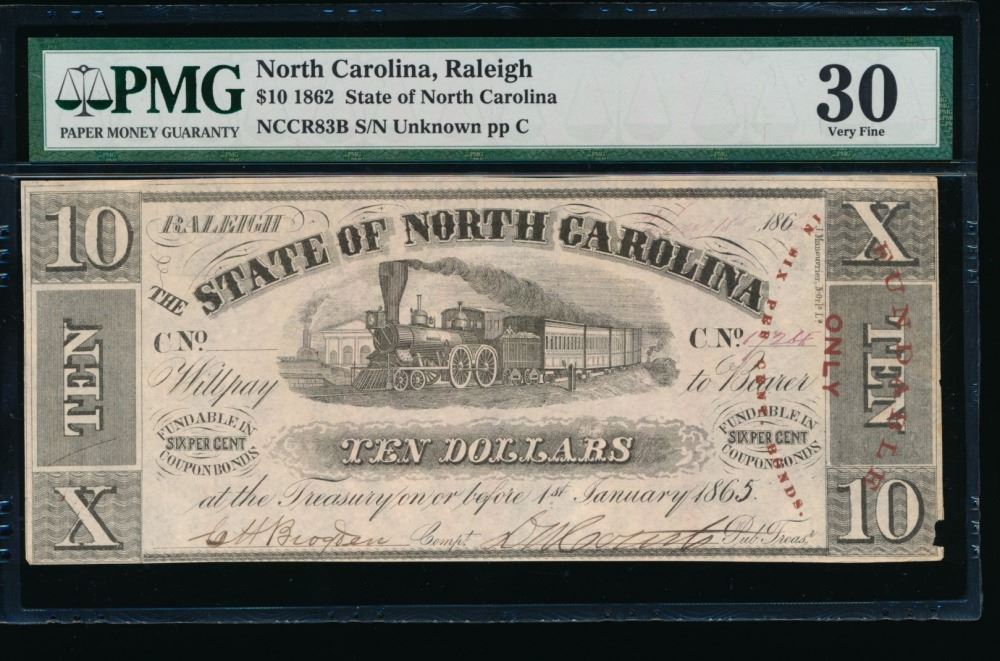 PMG
PAPER MONEY GUARANTY
North Carolina, Raleigh
$10 1862 State of North Carolina
NCCR83B S/N Unknown pp C
30
Very Fine
10
RALEIGH
186
X
THE STATE OF NORTH CAROLINA
C Nº
C Nº
Will pay
to Bearer
TEN
TEN
FUNDABLE IN
SIX PER CENT
COUPON BONDS
TEN DOLLARS
FUNDABLE IN
SIX PER CENT
COUPON BONDS
at the Treasury on or before 1st January 1865.
X
Compt.
Pub. Treas.
10
FUNDABLE
ONLY
IN SIX PER CENT. BONDS.